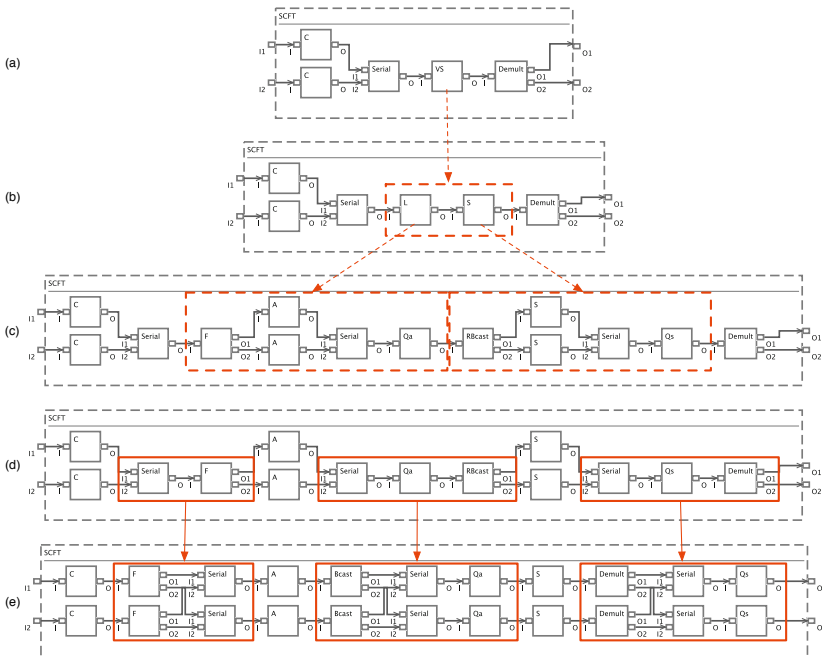 (a)
SCFT
I1 I C O
I2 I C O
I1 I2 Serial O
I VS O
I Demult O1 O2
O1
O2
(b)
SCFT
I1 I C O
I2 I C O
I1 I2 Serial O
I L O
I S O
I Demult O1 O2
O1
O2
(c)
SCFT
I1 I C O
I2 I C O
I1 I2 Serial O
I F O1 O2
I A O
I A O
I1 I2 Serial O
I Qa O
I RBcast O1 O2
I S O
I S O
I1 I2 Serial O
I Qs O
I Demult O1 O2
O1
O2
(d)
SCFT
I1 I C O
I2 I C O
I1 I2 Serial O
I F O1 O2
I A O
I A O
I1 I2 Serial O
I Qa O
I RBcast O1 O2
I S O
I S O
I1 I2 Serial O
I Qs O
I Demult O1 O2
O1
O2
(e)
SCFT
I1 I C O I F O1 O2 I1 I2 Serial O I A O I Bcast O1 O2 I1 I2 Serial O I Qa O I S O I Demult O1 O2 I1 I2 Serial O I Qs O O
I2 I C O I F O1 O2 I1 I2 Serial O I A O I Bcast O1 O2 I1 I2 Serial O I Qa O I S O I Demult O1 O2 I1 I2 Serial O I Qs O O